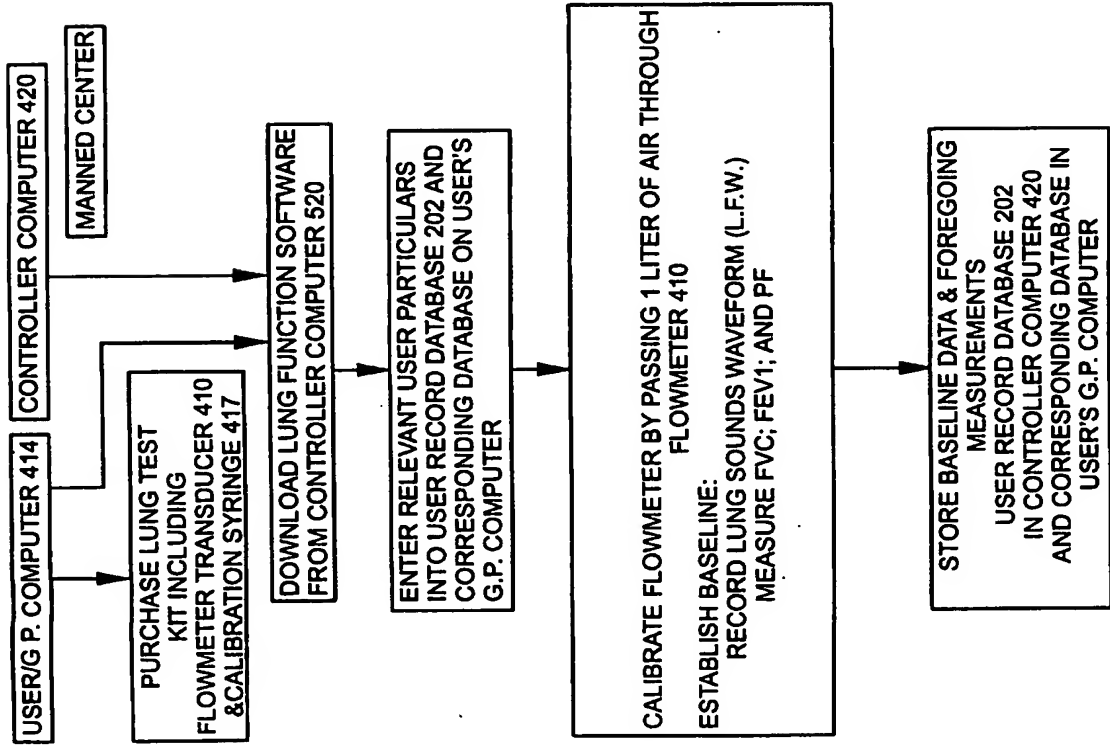 USER/G P. COMPUTER 414
CONTROLLER COMPUTER 420
MANNED CENTER
PURCHASE LUNG TEST
KIT INCLUDING
FLOWMETER TRANSDUCER 410
&CALIBRATION SYRINGE 417
DOWNLOAD LUNG FUNCTION SOFTWARE
FROM CONTROLLER COMPUTER 520
ENTER RELEVANT USER PARTICULARS
INTO USER RECORD DATABASE 202 AND
CORRESPONDING DATABASE ON USER'S
G.P. COMPUTER
CALIBRATE FLOWMETER BY PASSING 1 LITER OF AIR THROUGH
FLOWMETER 410
ESTABLISH BASELINE:
RECORD LUNG SOUNDS WAVEFORM (L.F.W.)
MEASURE FVC; FEV1; AND PF
STORE BASELINE DATA & FOREGOING
MEASUREMENTS
USER RECORD DATABASE 202
IN CONTROLLER COMPUTER 420
AND CORRESPONDING DATABASE IN
USER'S G.P. COMPUTER